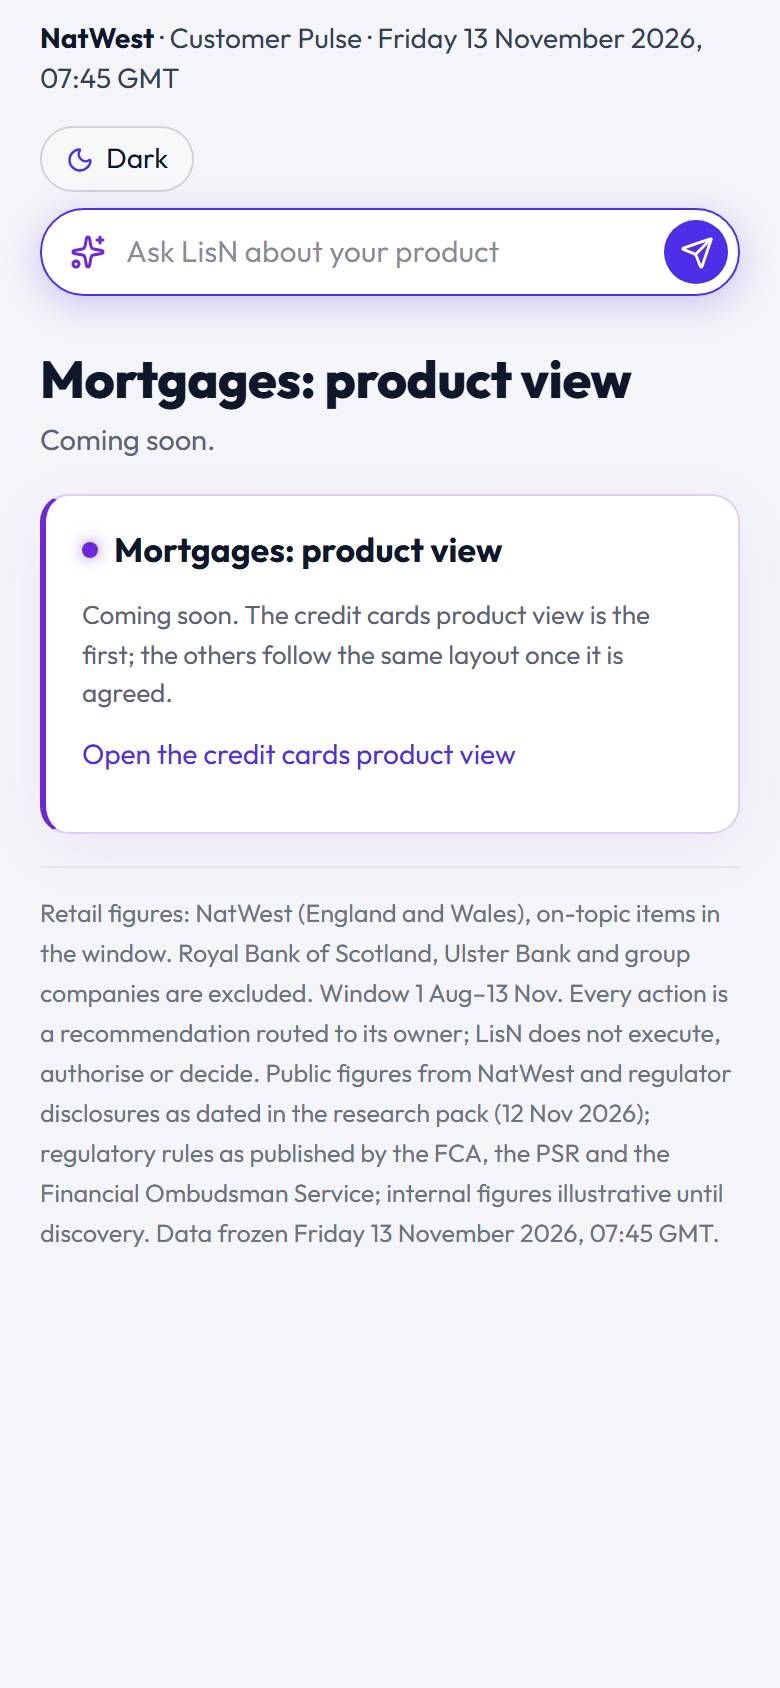 NatWest · Customer Pulse · Friday 13 November 2026,
07:45 GMT
Dark
Ask LisN about your product
Mortgages: product view
Coming soon.
Mortgages: product view
Coming soon. The credit cards product view is the
first; the others follow the same layout once it is
agreed.
Open the credit cards product view
Retail figures: NatWest (England and Wales), on-topic items in
the window. Royal Bank of Scotland, Ulster Bank and group
companies are excluded. Window 1 Aug–13 Nov. Every action is
a recommendation routed to its owner; LisN does not execute,
authorise or decide. Public figures from NatWest and regulator
disclosures as dated in the research pack (12 Nov 2026);
regulatory rules as published by the FCA, the PSR and the
Financial Ombudsman Service; internal figures illustrative until
discovery. Data frozen Friday 13 November 2026, 07:45 GMT.